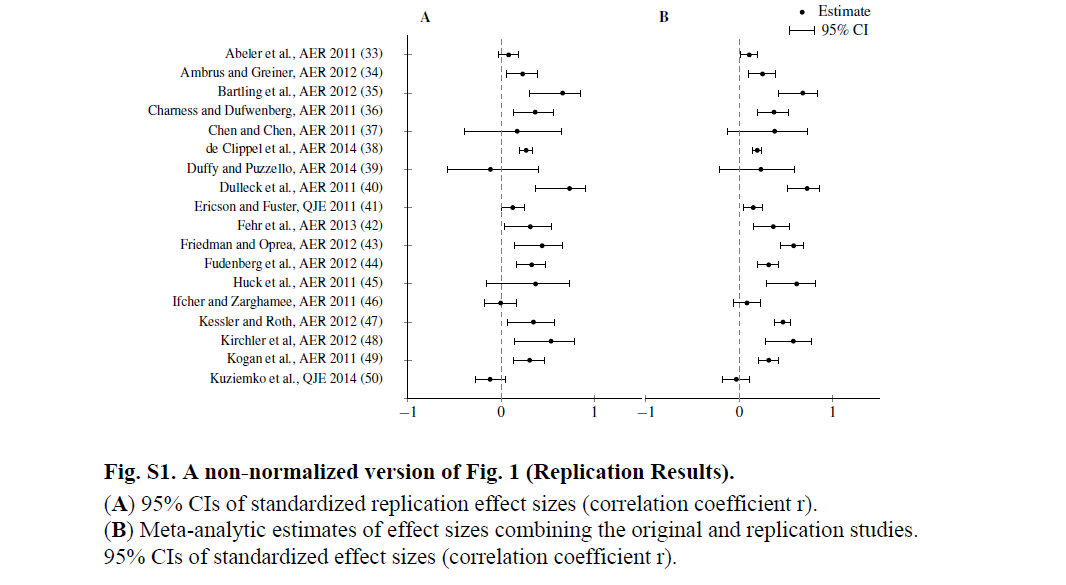 A
B
Estimate
95% CI
Abeler et al., AER 2011 (33)
Ambrus and Greiner, AER 2012 (34)
Bartling et al., AER 2012 (35)
Charness and Dufwenberg, AER 2011 (36)
Chen and Chen, AER 2011 (37)
de Clippel et al., AER 2014 (38)
Duffy and Puzzello, AER 2014 (39)
Dulleck et al., AER 2011 (40)
Ericson and Fuster, QJE 2011 (41)
Fehr et al., AER 2013 (42)
Friedman and Oprea, AER 2012 (43)
Fudenberg et al., AER 2012 (44)
Huck et al., AER 2011 (45)
Ifcher and Zarghamee, AER 2011 (46)
Kessler and Roth, AER 2012 (47)
Kirchler et al, AER 2012 (48)
Kogan et al., AER 2011 (49)
Kuziemko et al., QJE 2014 (50)
−1 0 1 −1 0 1
Fig. S1. A non-normalized version of Fig. 1 (Replication Results).
(A) 95% CIs of standardized replication effect sizes (correlation coefficient r).
(B) Meta-analytic estimates of effect sizes combining the original and replication studies.
95% CIs of standardized effect sizes (correlation coefficient r).